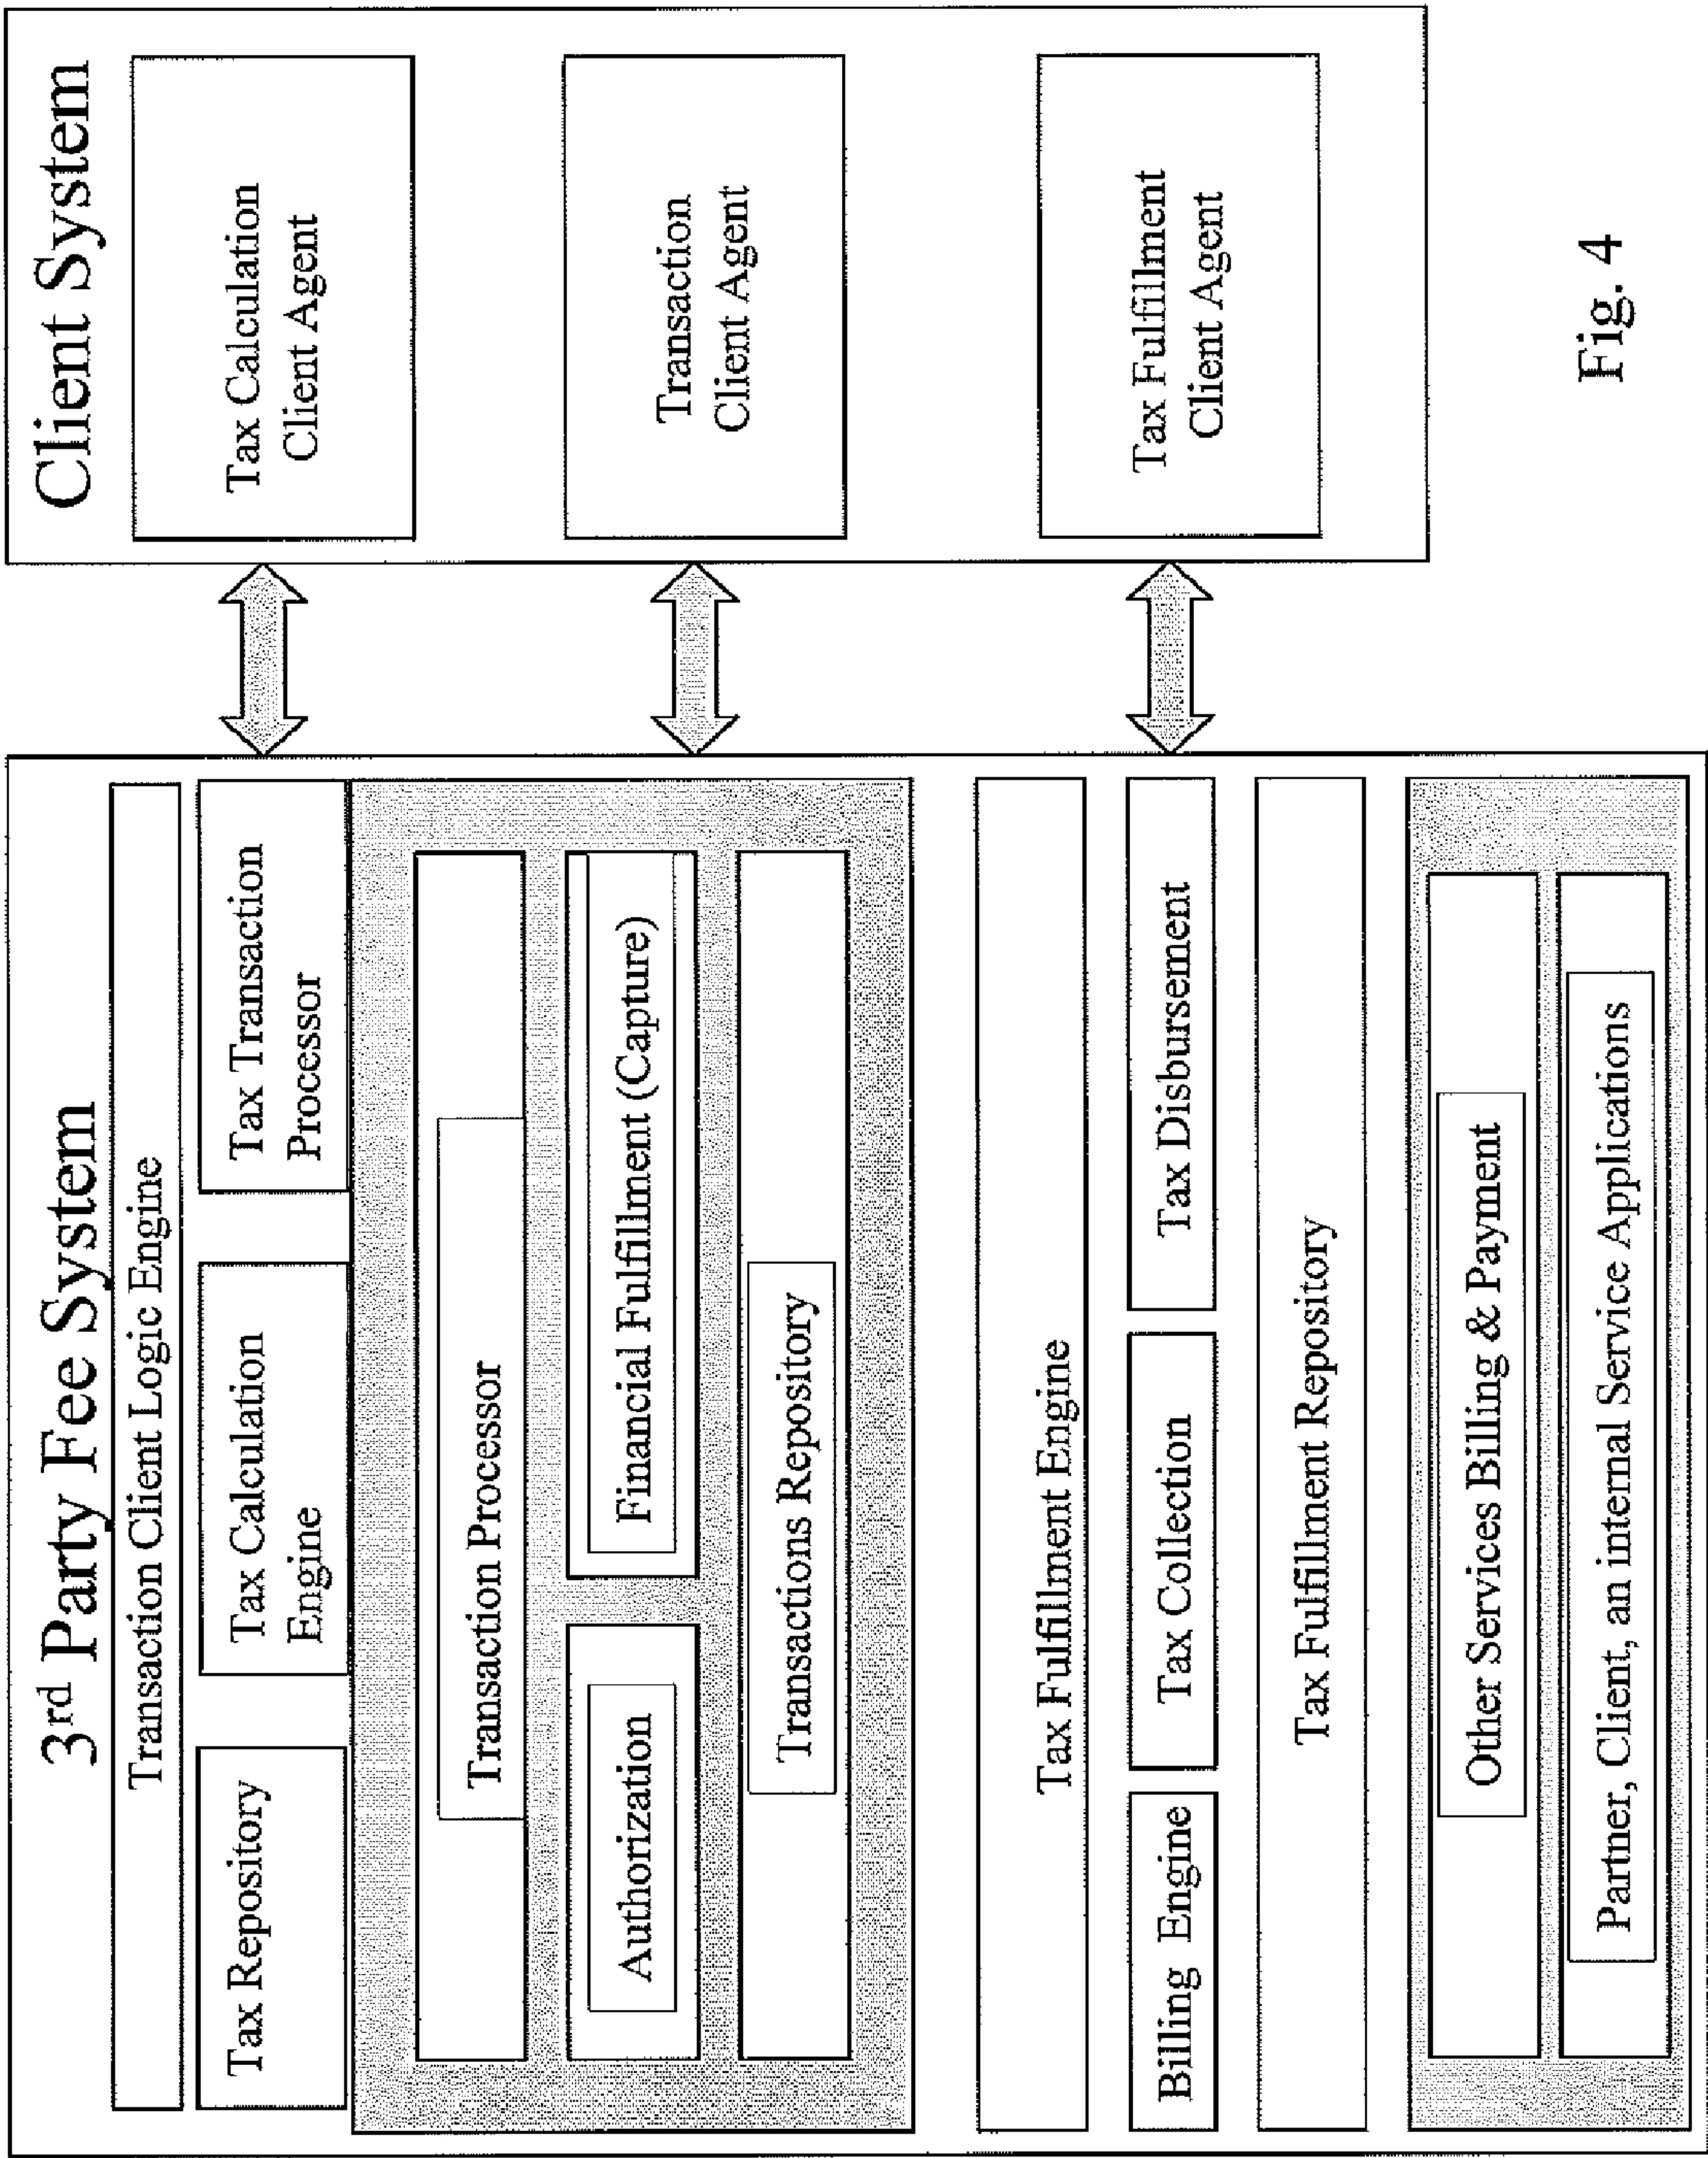 3rd Party Fee System
Transaction Client Logic Engine
Tax Repository
Tax Calculation
Engine
Tax Transaction
Processor
Transaction Processor
Authorization
Financial Fulfillment (Capture)
Transactions Repository
Tax Fulfillment Engine
Billing Engine
Tax Collection
Tax Disbursement
Tax Fulfillment Repository
Other Services Billing & Payment
Partner, Client, an internal Service Applications
Client System
Tax Calculation
Client Agent
Transaction
Client Agent
Tax Fulfillment
Client Agent
Fig. 4